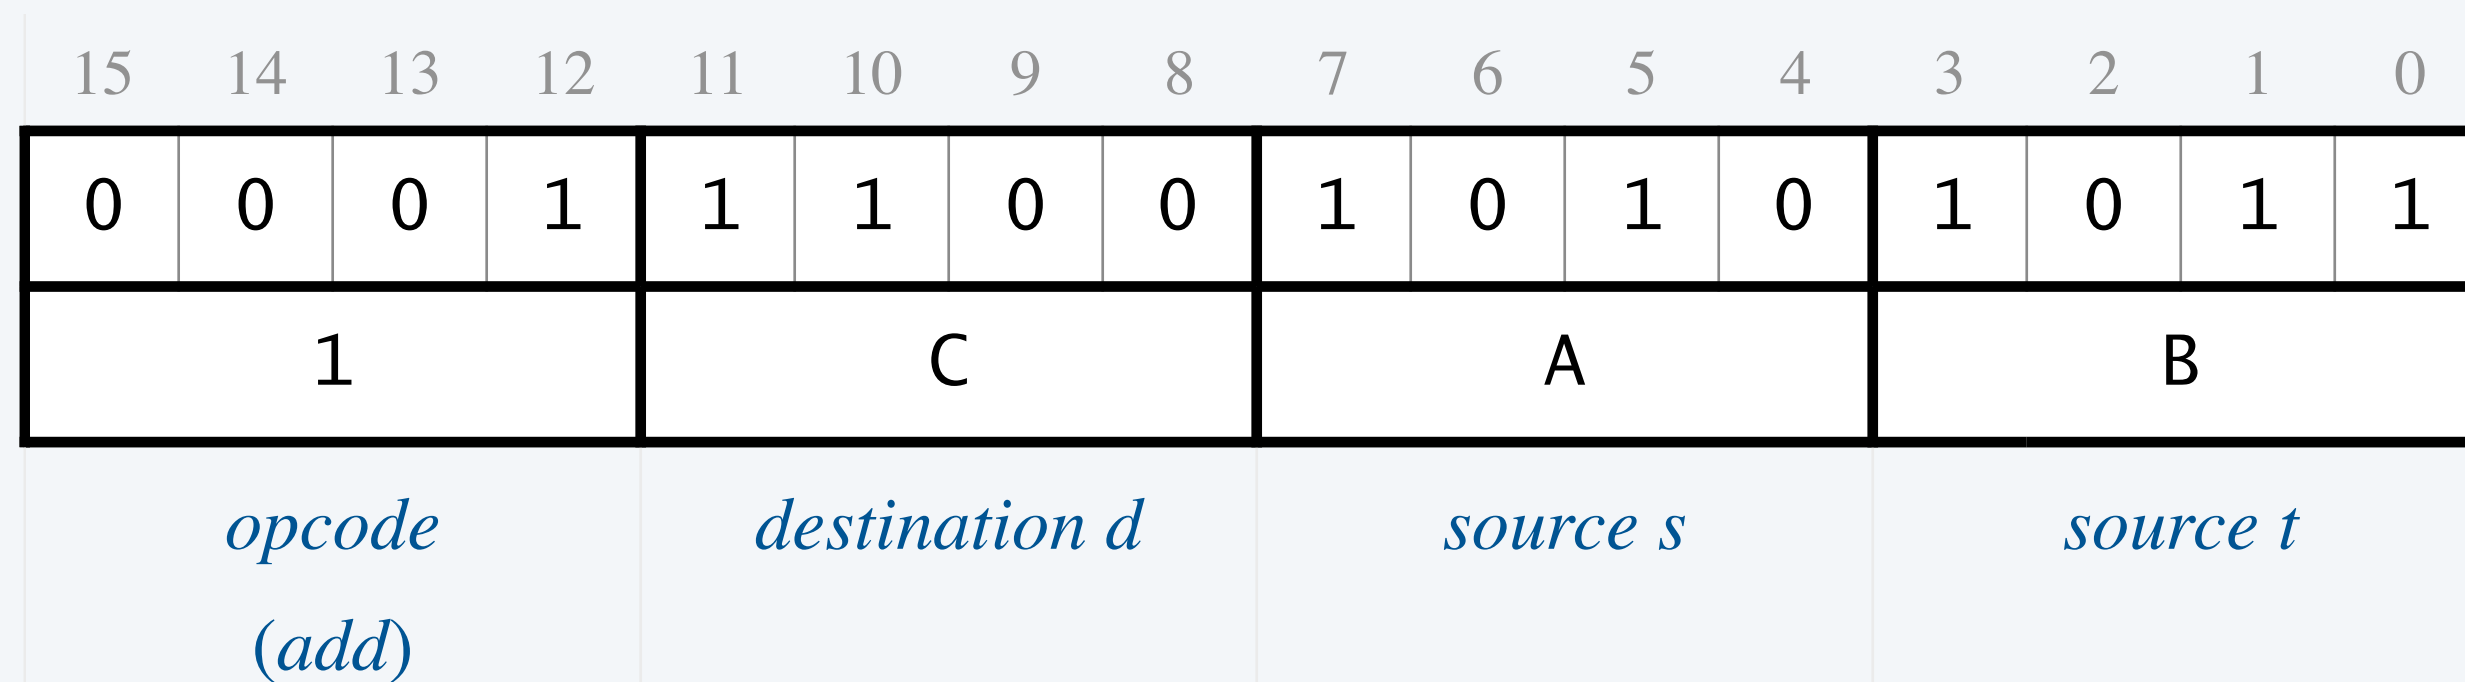 15 14 13 12 11 10 9 8 7 6 5 4 3 2 1 0
0 0 0 1 1 1 0 0 1 0 1 0 1 0 1 1
1 C A B
opcode destination d source s source t
(add)